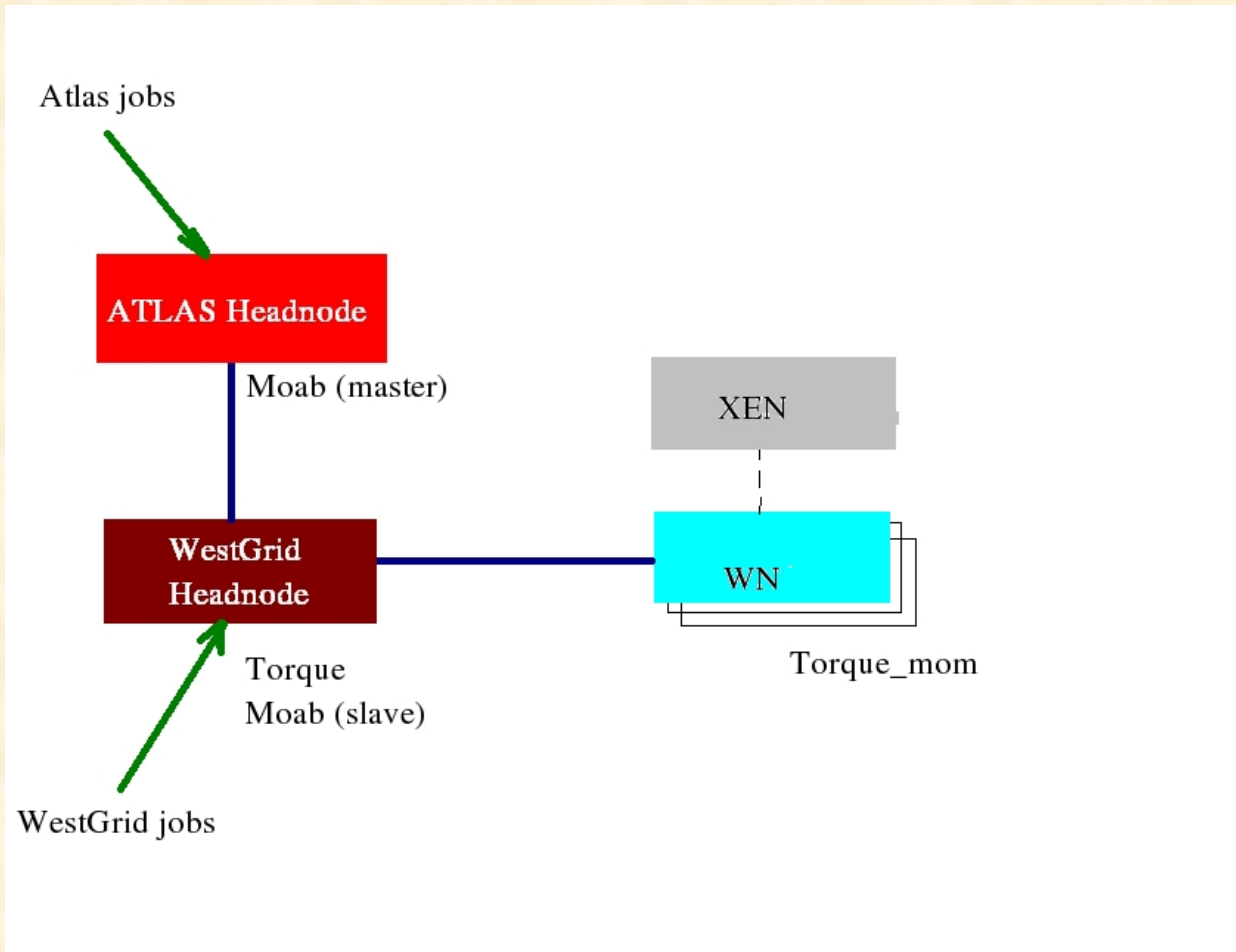 Atlas jobs
ATLAS Headnode
Moab (master)
XEN
WestGrid
Headnode
WN
Torque_mom
Torque
Moab (slave)
WestGrid jobs